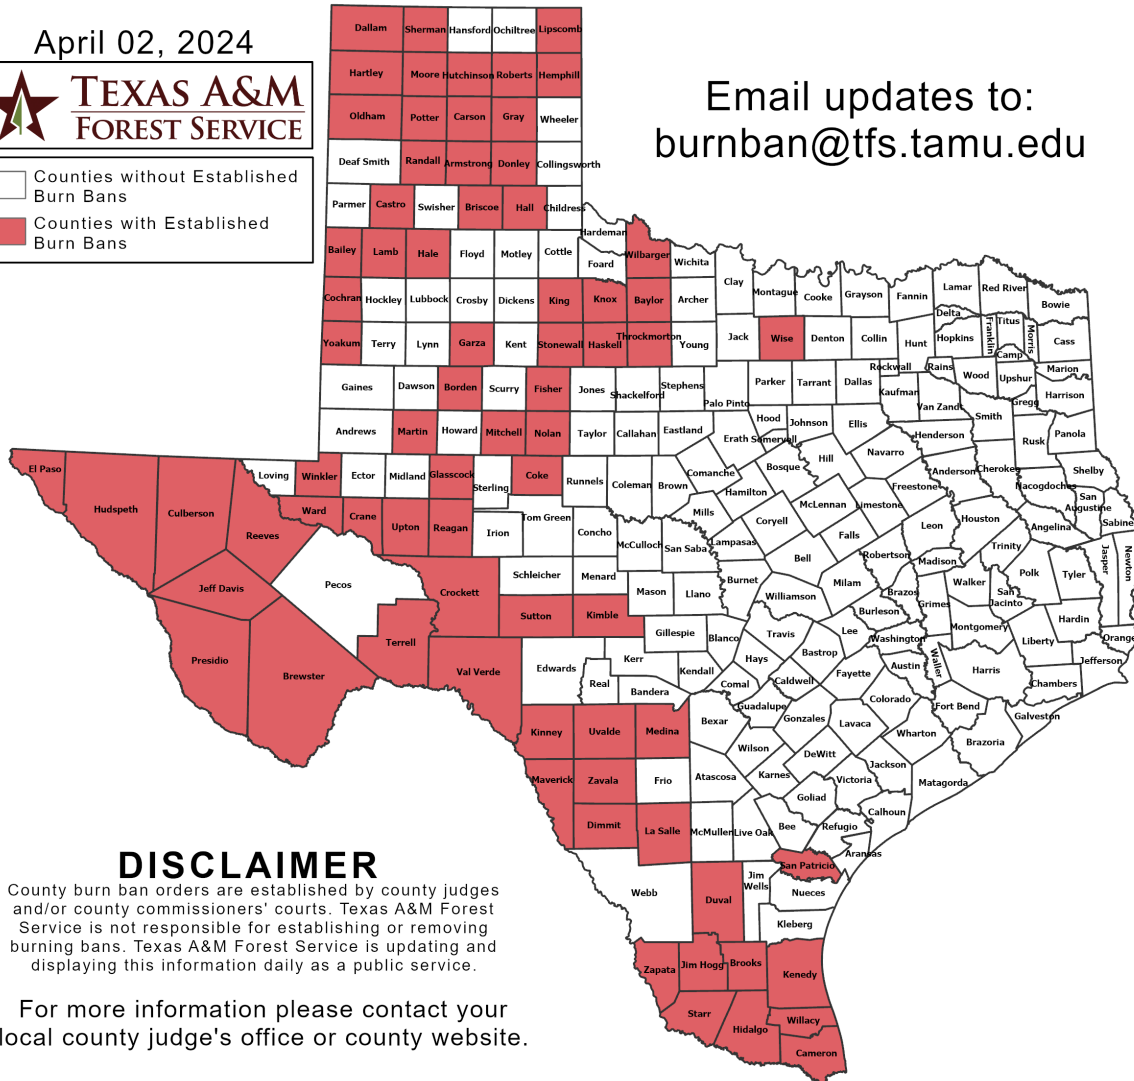 April 02, 2024
TEXAS A&M
FOREST SERVICE
Counties without Established
Burn Bans
Counties with Established
Burn Bans
Email updates to:
burnban@tfs.tamu.edu
Dallam Sherman Hansford Ochiltree Lipscomb
Hartley Moore Hutchinson Roberts Hemphill
Oldham Potter Carson Gray Wheeler
Deaf Smith Randall Armstrong Donley Collingsworth
Parmer Castro Swisher Briscoe Hall Childress
Hardeman
Bailey Lamb Hale Floyd Motley Cottle Foard Wilbarger Wichita
Clay Montague Cooke Grayson Fannin Lamar Red River Bowie
Cochran Hockley Lubbock Crosby Dickens King Knox Baylor Archer
Delta Franklin Titus Morris
Yoakum Terry Lynn Garza Kent Stonewall Haskell Throckmorton Young Jack Wise Denton Collin Hunt Hopkins Cass
Camp
Rockwall Rains Wood Upshur Marion
Gaines Dawson Borden Scurry Fisher Jones Shackelford Stephens Palo Pinto Parker Tarrant Dallas Kaufman Van Zandt Smith Gregg Harrison
Andrews Martin Howard Mitchell Nolan Taylor Callahan Eastland Erath Somervell Hood Johnson Ellis Henderson Rusk Panola
El Paso Hudspeth Culberson Reeves Loving Winkler Ector Midland Glasscock Sterling Coke Runnels Coleman Brown Comanche Hamilton Bosque Hill Navarro Freestone Anderson Cherokee Nacogdoches Shelby
San
Augustine
Sabine
Ward Crane Upton Reagan Irion Tom Green Concho McCulloch San Saba Mills Lampasas Coryell McLennan Limestone Falls Leon Houston Angelina
Jeff Davis Pecos Crockett Schleicher Menard Mason Llano Burnet Bell Williamson Milam Robertson Brazos Madison Walker Trinity Polk Tyler Jasper Newton
San
Jacinto
Grimes Burleson Washington Montgomery Liberty Hardin Orange
Presidio Brewster Terrell Val Verde Sutton Kimble Gillespie Blanco Travis Hays Bastrop Lee Fayette Austin Waller Harris Chambers Jefferson
Edwards Real Kerr Kendall Bandera Comal Caldwell Guadalupe Gonzales Colorado Lavaca Wharton Fort Bend Brazoria Galveston
Kinney Uvalde Medina Bexar Wilson DeWitt Jackson Matagorda
Maverick Zavala Frio Atascosa Karnes Victoria Goliad Calhoun
Dimmit La Salle McMullen Live Oak Bee Refugio Aransas
San Patricio
Webb Duval
Jim
Wells
Nueces
Kleberg
Zapata Jim Hogg Brooks Kenedy
Starr Hidalgo Willacy
Cameron
DISCLAIMER
County burn ban orders are established by county judges
and/or county commissioners' courts. Texas A&M Forest
Service is not responsible for establishing or removing
burning bans. Texas A&M Forest Service is updating and
displaying this information daily as a public service.
For more information please contact your
local county judge's office or county website.